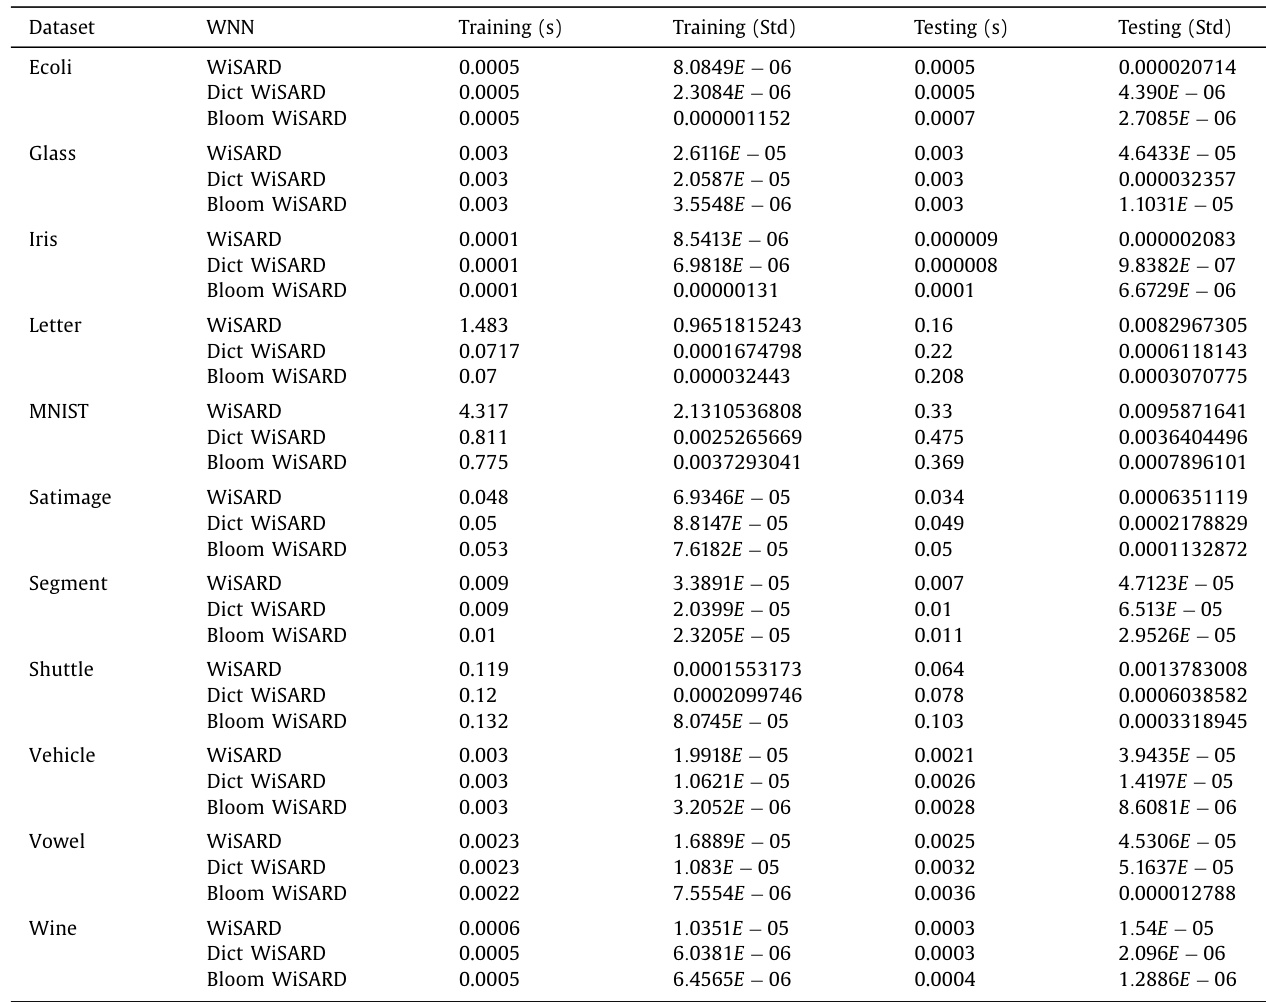 Dataset WNN Training (s) Training (Std) Testing (s) Testing (Std)
Ecoli WiSARD 0.0005 8.0849E − 06 0.0005 0.000020714
Dict WiSARD 0.0005 2.3084E − 06 0.0005 4.390E − 06
Bloom WiSARD 0.0005 0.000001152 0.0007 2.7085E − 06
Glass WiSARD 0.003 2.6116E − 05 0.003 4.6433E − 05
Dict WiSARD 0.003 2.0587E − 05 0.003 0.000032357
Bloom WiSARD 0.003 3.5548E − 06 0.003 1.1031E − 05
Iris WiSARD 0.0001 8.5413E − 06 0.000009 0.000002083
Dict WiSARD 0.0001 6.9818E − 06 0.000008 9.8382E − 07
Bloom WiSARD 0.0001 0.00000131 0.0001 6.6729E − 06
Letter WiSARD 1.483 0.9651815243 0.16 0.0082967305
Dict WiSARD 0.0717 0.0001674798 0.22 0.0006118143
Bloom WiSARD 0.07 0.000032443 0.208 0.0003070775
MNIST WiSARD 4.317 2.1310536808 0.33 0.0095871641
Dict WiSARD 0.811 0.0025265669 0.475 0.0036404496
Bloom WiSARD 0.775 0.0037293041 0.369 0.0007896101
Satimage WiSARD 0.048 6.9346E − 05 0.034 0.0006351119
Dict WiSARD 0.05 8.8147E − 05 0.049 0.0002178829
Bloom WiSARD 0.053 7.6182E − 05 0.05 0.0001132872
Segment WiSARD 0.009 3.3891E − 05 0.007 4.7123E − 05
Dict WiSARD 0.009 2.0399E − 05 0.01 6.513E − 05
Bloom WiSARD 0.01 2.3205E − 05 0.011 2.9526E − 05
Shuttle WiSARD 0.119 0.0001553173 0.064 0.0013783008
Dict WiSARD 0.12 0.0002099746 0.078 0.0006038582
Bloom WiSARD 0.132 8.0745E − 05 0.103 0.0003318945
Vehicle WiSARD 0.003 1.9918E − 05 0.0021 3.9435E − 05
Dict WiSARD 0.003 1.0621E − 05 0.0026 1.4197E − 05
Bloom WiSARD 0.003 3.2052E − 06 0.0028 8.6081E − 06
Vowel WiSARD 0.0023 1.6889E − 05 0.0025 4.5306E − 05
Dict WiSARD 0.0023 1.083E − 05 0.0032 5.1637E − 05
Bloom WiSARD 0.0022 7.5554E − 06 0.0036 0.000012788
Wine WiSARD 0.0006 1.0351E − 05 0.0003 1.54E − 05
Dict WiSARD 0.0005 6.0381E − 06 0.0003 2.096E − 06
Bloom WiSARD 0.0005 6.4565E − 06 0.0004 1.2886E − 06